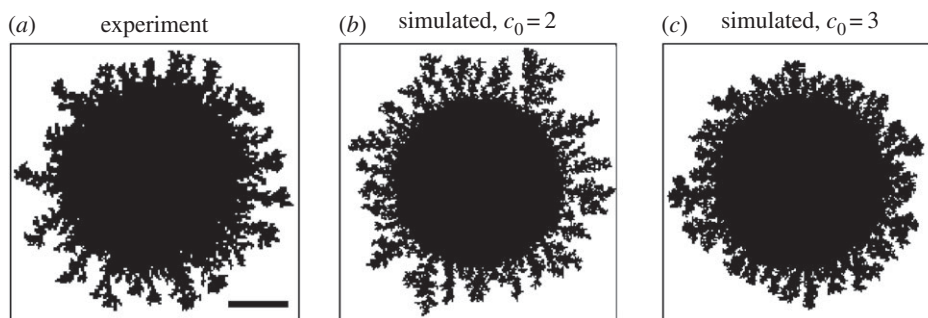 (a) experiment
(b) simulated, c0 = 2
(c) simulated, c0 = 3